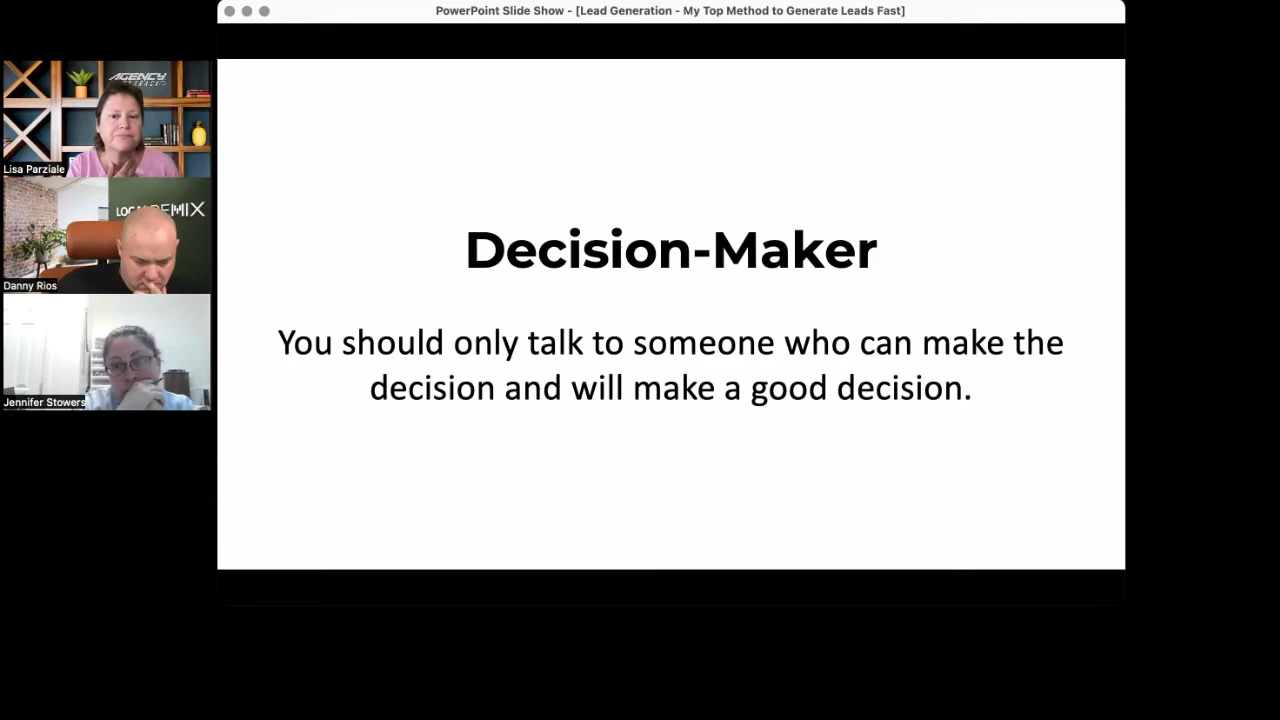 PowerPoint Slide Show - [Lead Generation - My Top Method to Generate Leads Fast]
AGENCY
Lisa Parziale
Danny Rios
Jennifer Stowers
Decision-Maker
You should only talk to someone who can make the
decision and will make a good decision.